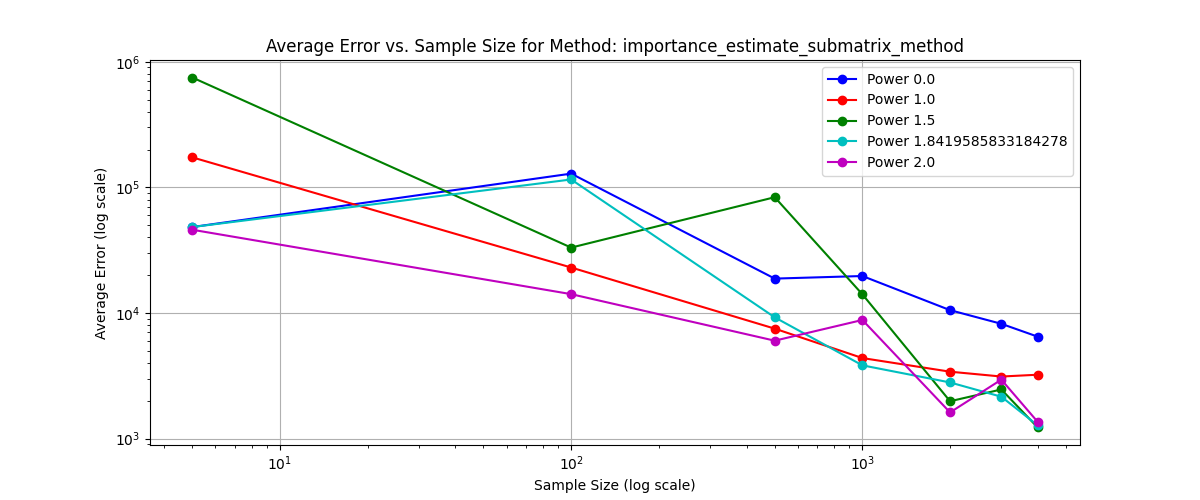 Average Error vs. Sample Size for Method: importance_estimate_submatrix_method
Average Error (log scale)
10^6
10^5
10^4
10^3
Power 0.0
Power 1.0
Power 1.5
Power 1.8419585833184278
Power 2.0
10^1
10^2
10^3
Sample Size (log scale)